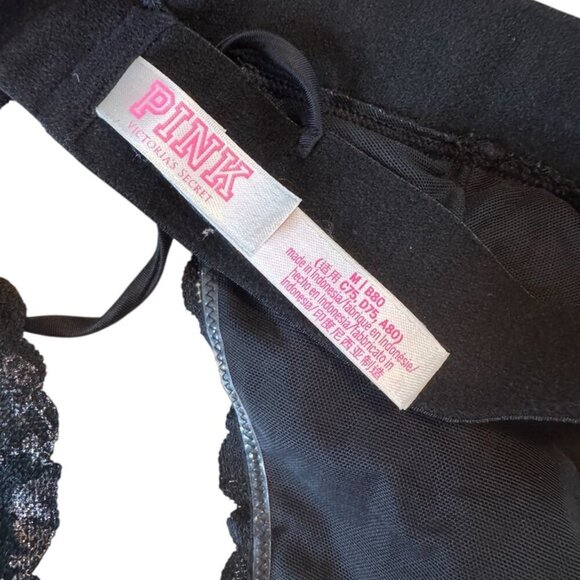 PINK
VICTORIA'S SECRET
M | B80
(适用 C75, D75, A80)
made in Indonesia/fabriqué en Indonésie/
hecho en Indonesia/fabbricato in
Indonesia/印度尼西亚制造